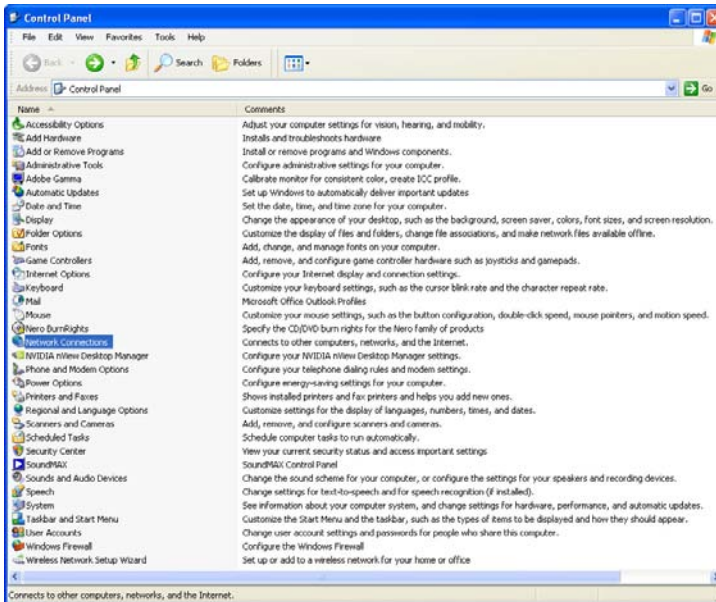 Control Panel
File Edit View Favorites Tools Help
Back Search Folders
Address Control Panel Go
Name Comments
Accessibility Options Adjust your computer settings for vision, hearing, and mobility.
Add Hardware Installs and troubleshoots hardware
Add or Remove Programs Install or remove programs and Windows components.
Administrative Tools Configure administrative settings for your computer.
Adobe Gamma Calibrate monitor for consistent color, create ICC profile.
Automatic Updates Set up Windows to automatically deliver important updates
Date and Time Set the date, time, and time zone for your computer.
Display Change the appearance of your desktop, such as the background, screen saver, colors, font sizes, and screen resolution.
Folder Options Customize the display of files and folders, change file associations, and make network files available offline.
Fonts Add, change, and manage fonts on your computer.
Game Controllers Add, remove, and configure game controller hardware such as joysticks and gamepads.
Internet Options Configure your Internet display and connection settings.
Keyboard Customize your keyboard settings, such as the cursor blink rate and the character repeat rate.
Mail Microsoft Office Outlook Profiles
Mouse Customize your mouse settings, such as the button configuration, double-click speed, mouse pointers, and motion speed.
Nero BurnRights Specify the CD/DVD burn rights for the Nero family of products
Network Connections Connects to other computers, networks, and the Internet.
NVIDIA nView Desktop Manager Configure your NVIDIA nView Desktop Manager settings.
Phone and Modem Options Configure your telephone dialing rules and modem settings.
Power Options Configure energy-saving settings for your computer.
Printers and Faxes Shows installed printers and fax printers and helps you add new ones.
Regional and Language Options Customize settings for the display of languages, numbers, times, and dates.
Scanners and Cameras Add, remove, and configure scanners and cameras.
Scheduled Tasks Schedule computer tasks to run automatically.
Security Center View your current security status and access important settings
SoundMAX SoundMAX Control Panel
Sounds and Audio Devices Change the sound scheme for your computer, or configure the settings for your speakers and recording devices.
Speech Change settings for text-to-speech and for speech recognition (if installed).
System See information about your computer system, and change settings for hardware, performance, and automatic updates.
Taskbar and Start Menu Customize the Start Menu and the taskbar, such as the types of items to be displayed and how they should appear.
User Accounts Change user account settings and passwords for people who share this computer.
Windows Firewall Configure the Windows Firewall
Wireless Network Setup Wizard Set up or add to a wireless network for your home or office
Connects to other computers, networks, and the Internet.